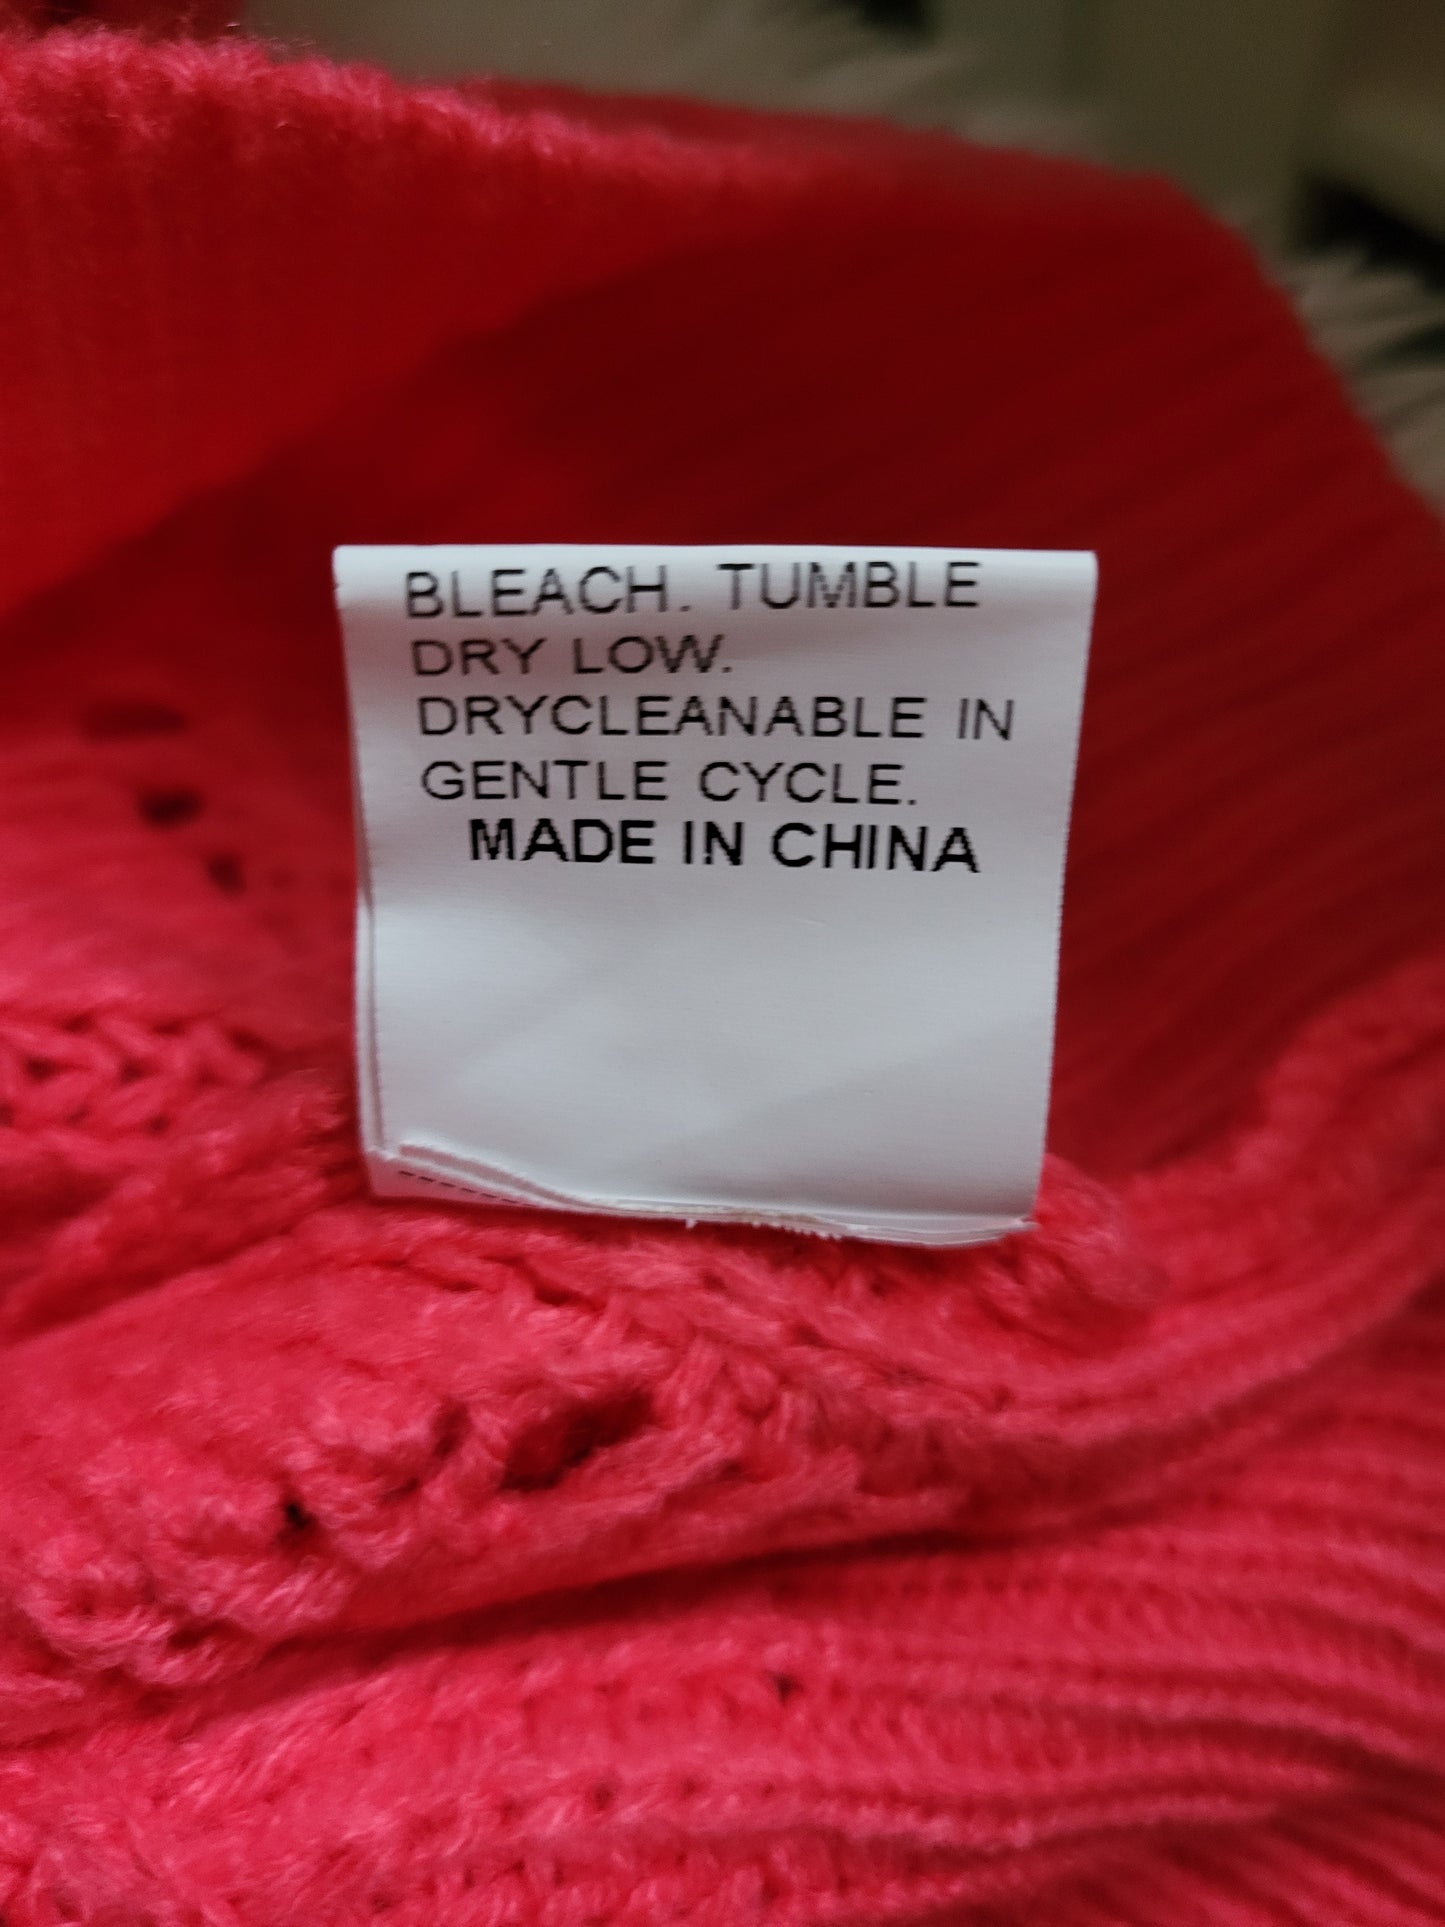 BLEACH. TUMBLE
DRY LOW.
DRYCLEANABLE IN
GENTLE CYCLE.
MADE IN CHINA